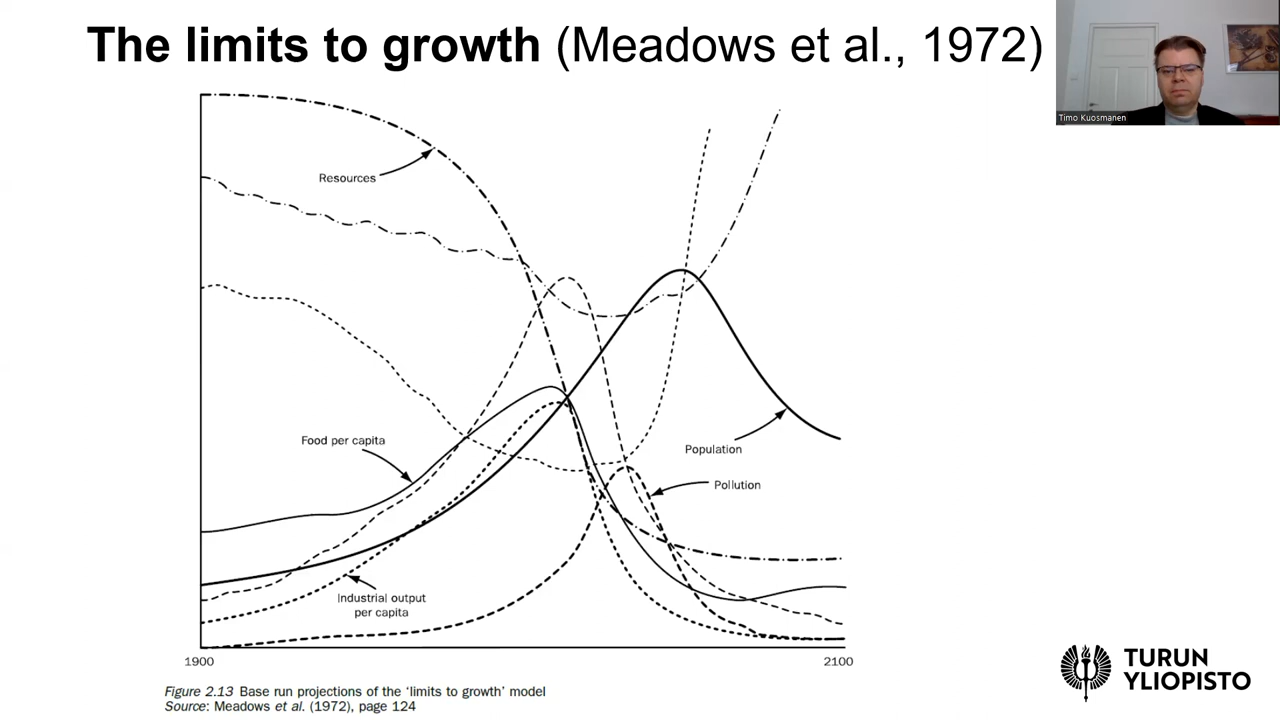 The limits to growth (Meadows et al., 1972)
Timo Kuosmanen
Resources
Food per capita
Population
Pollution
Industrial output
per capita
1900
2100
Figure 2.13 Base run projections of the ‘limits to growth’ model
Source: Meadows et al. (1972), page 124
TURUN
YLIOPISTO